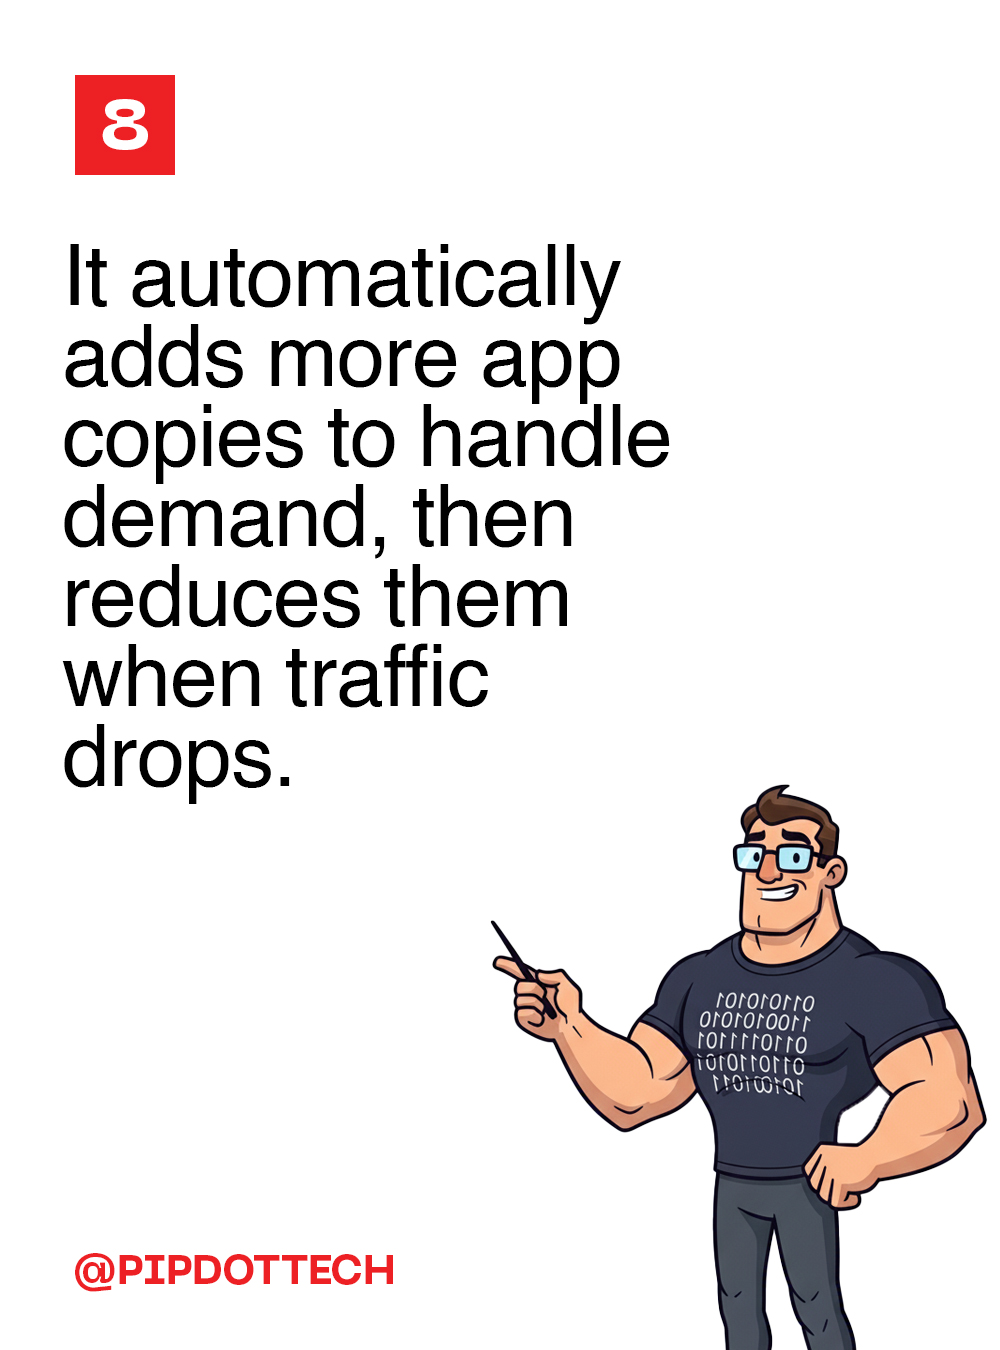 8
It automatically
adds more app
copies to handle
demand, then
reduces them
when traffic
drops.
@PIPDOTTECH